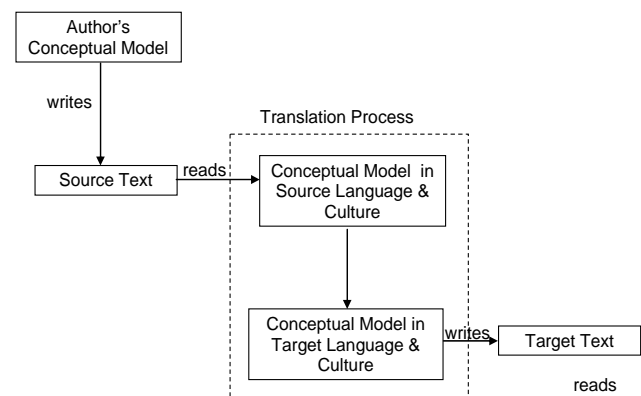 Author's
Conceptual Model
writes
Translation Process
Source Text
reads
Conceptual Model in
Source Language &
Culture
Conceptual Model in
Target Language &
Culture
writes
Target Text
reads